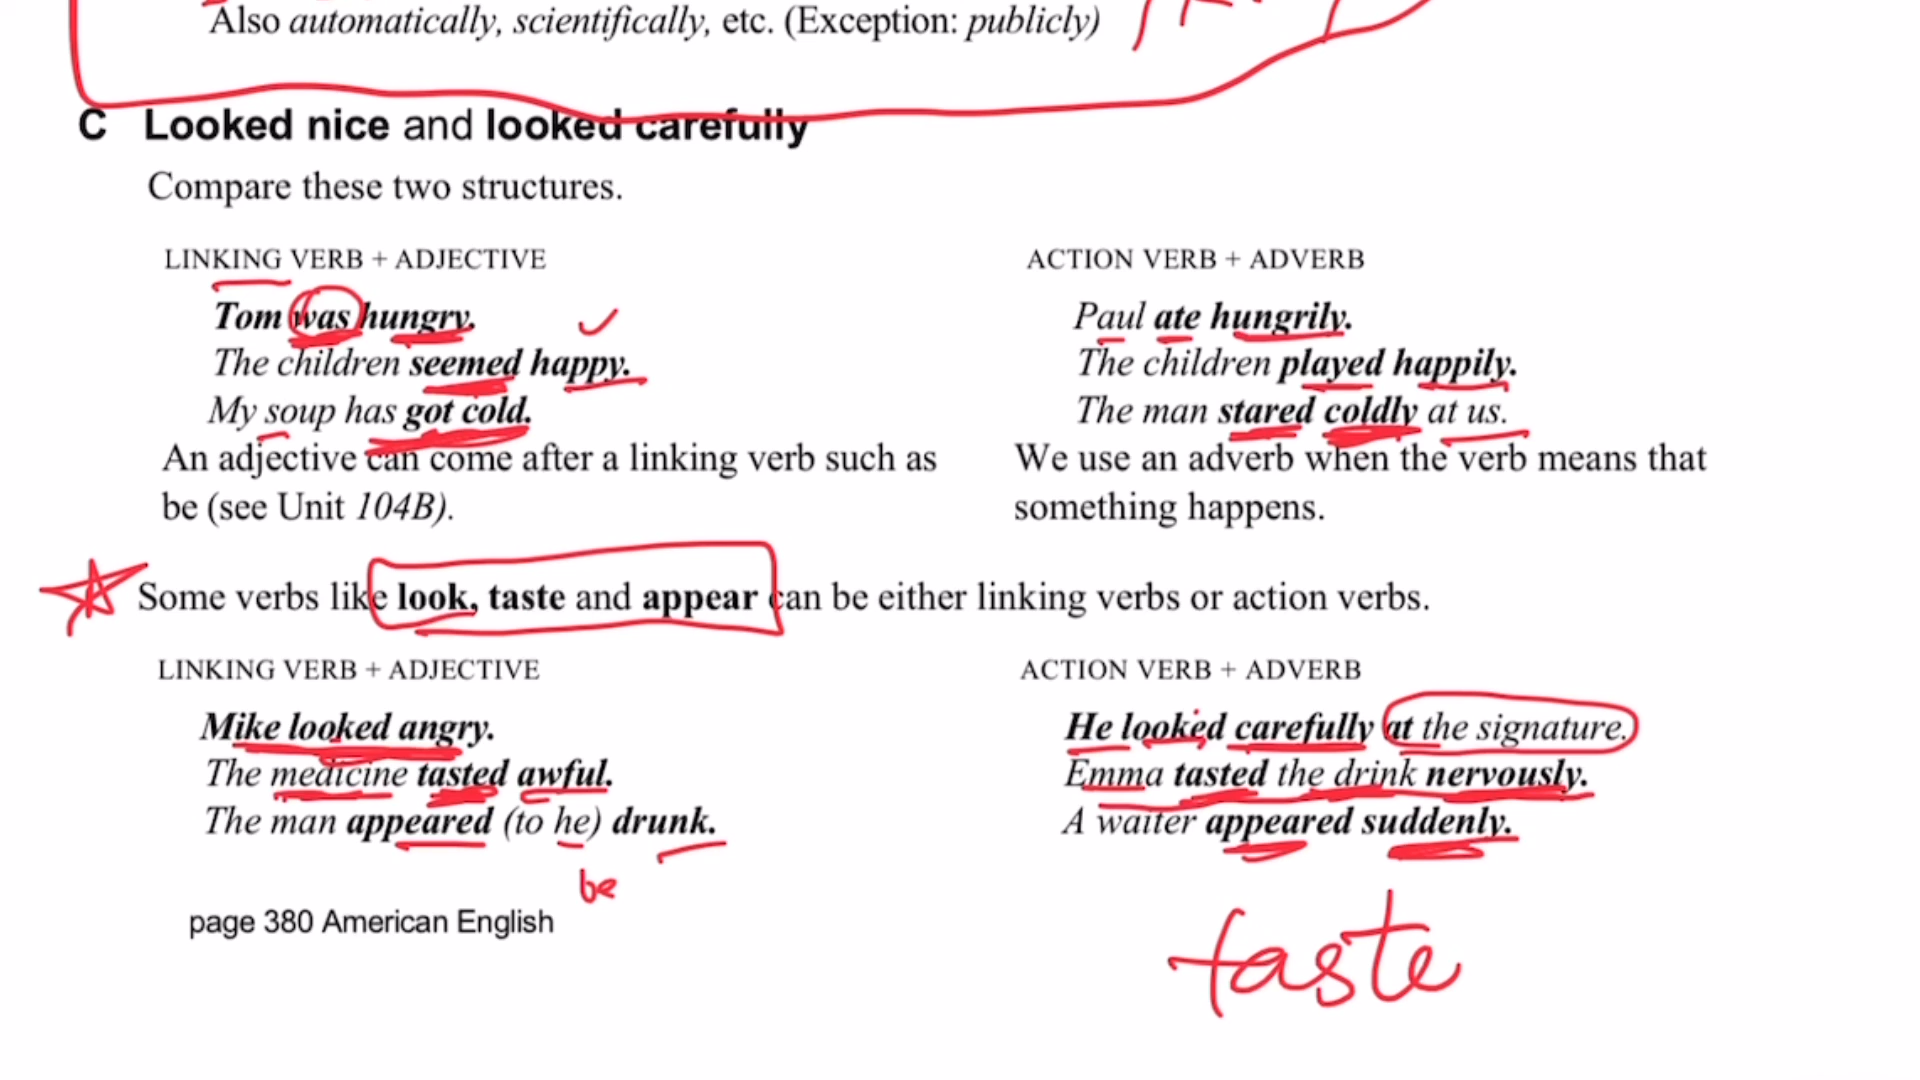 Also automatically, scientifically, etc. (Exception: publicly)
C Looked nice and looked carefully
Compare these two structures.
LINKING VERB + ADJECTIVE
Tom was hungry.
The children seemed happy.
My soup has got cold.
An adjective can come after a linking verb such as
be (see Unit 104B).
ACTION VERB + ADVERB
Paul ate hungrily.
The children played happily.
The man stared coldly at us.
We use an adverb when the verb means that
something happens.
Some verbs like look, taste and appear can be either linking verbs or action verbs.
LINKING VERB + ADJECTIVE
Mike looked angry.
The medicine tasted awful.
The man appeared (to he) drunk.
be
ACTION VERB + ADVERB
He looked carefully at the signature.
Emma tasted the drink nervously.
A waiter appeared suddenly.
taste
page 380 American English